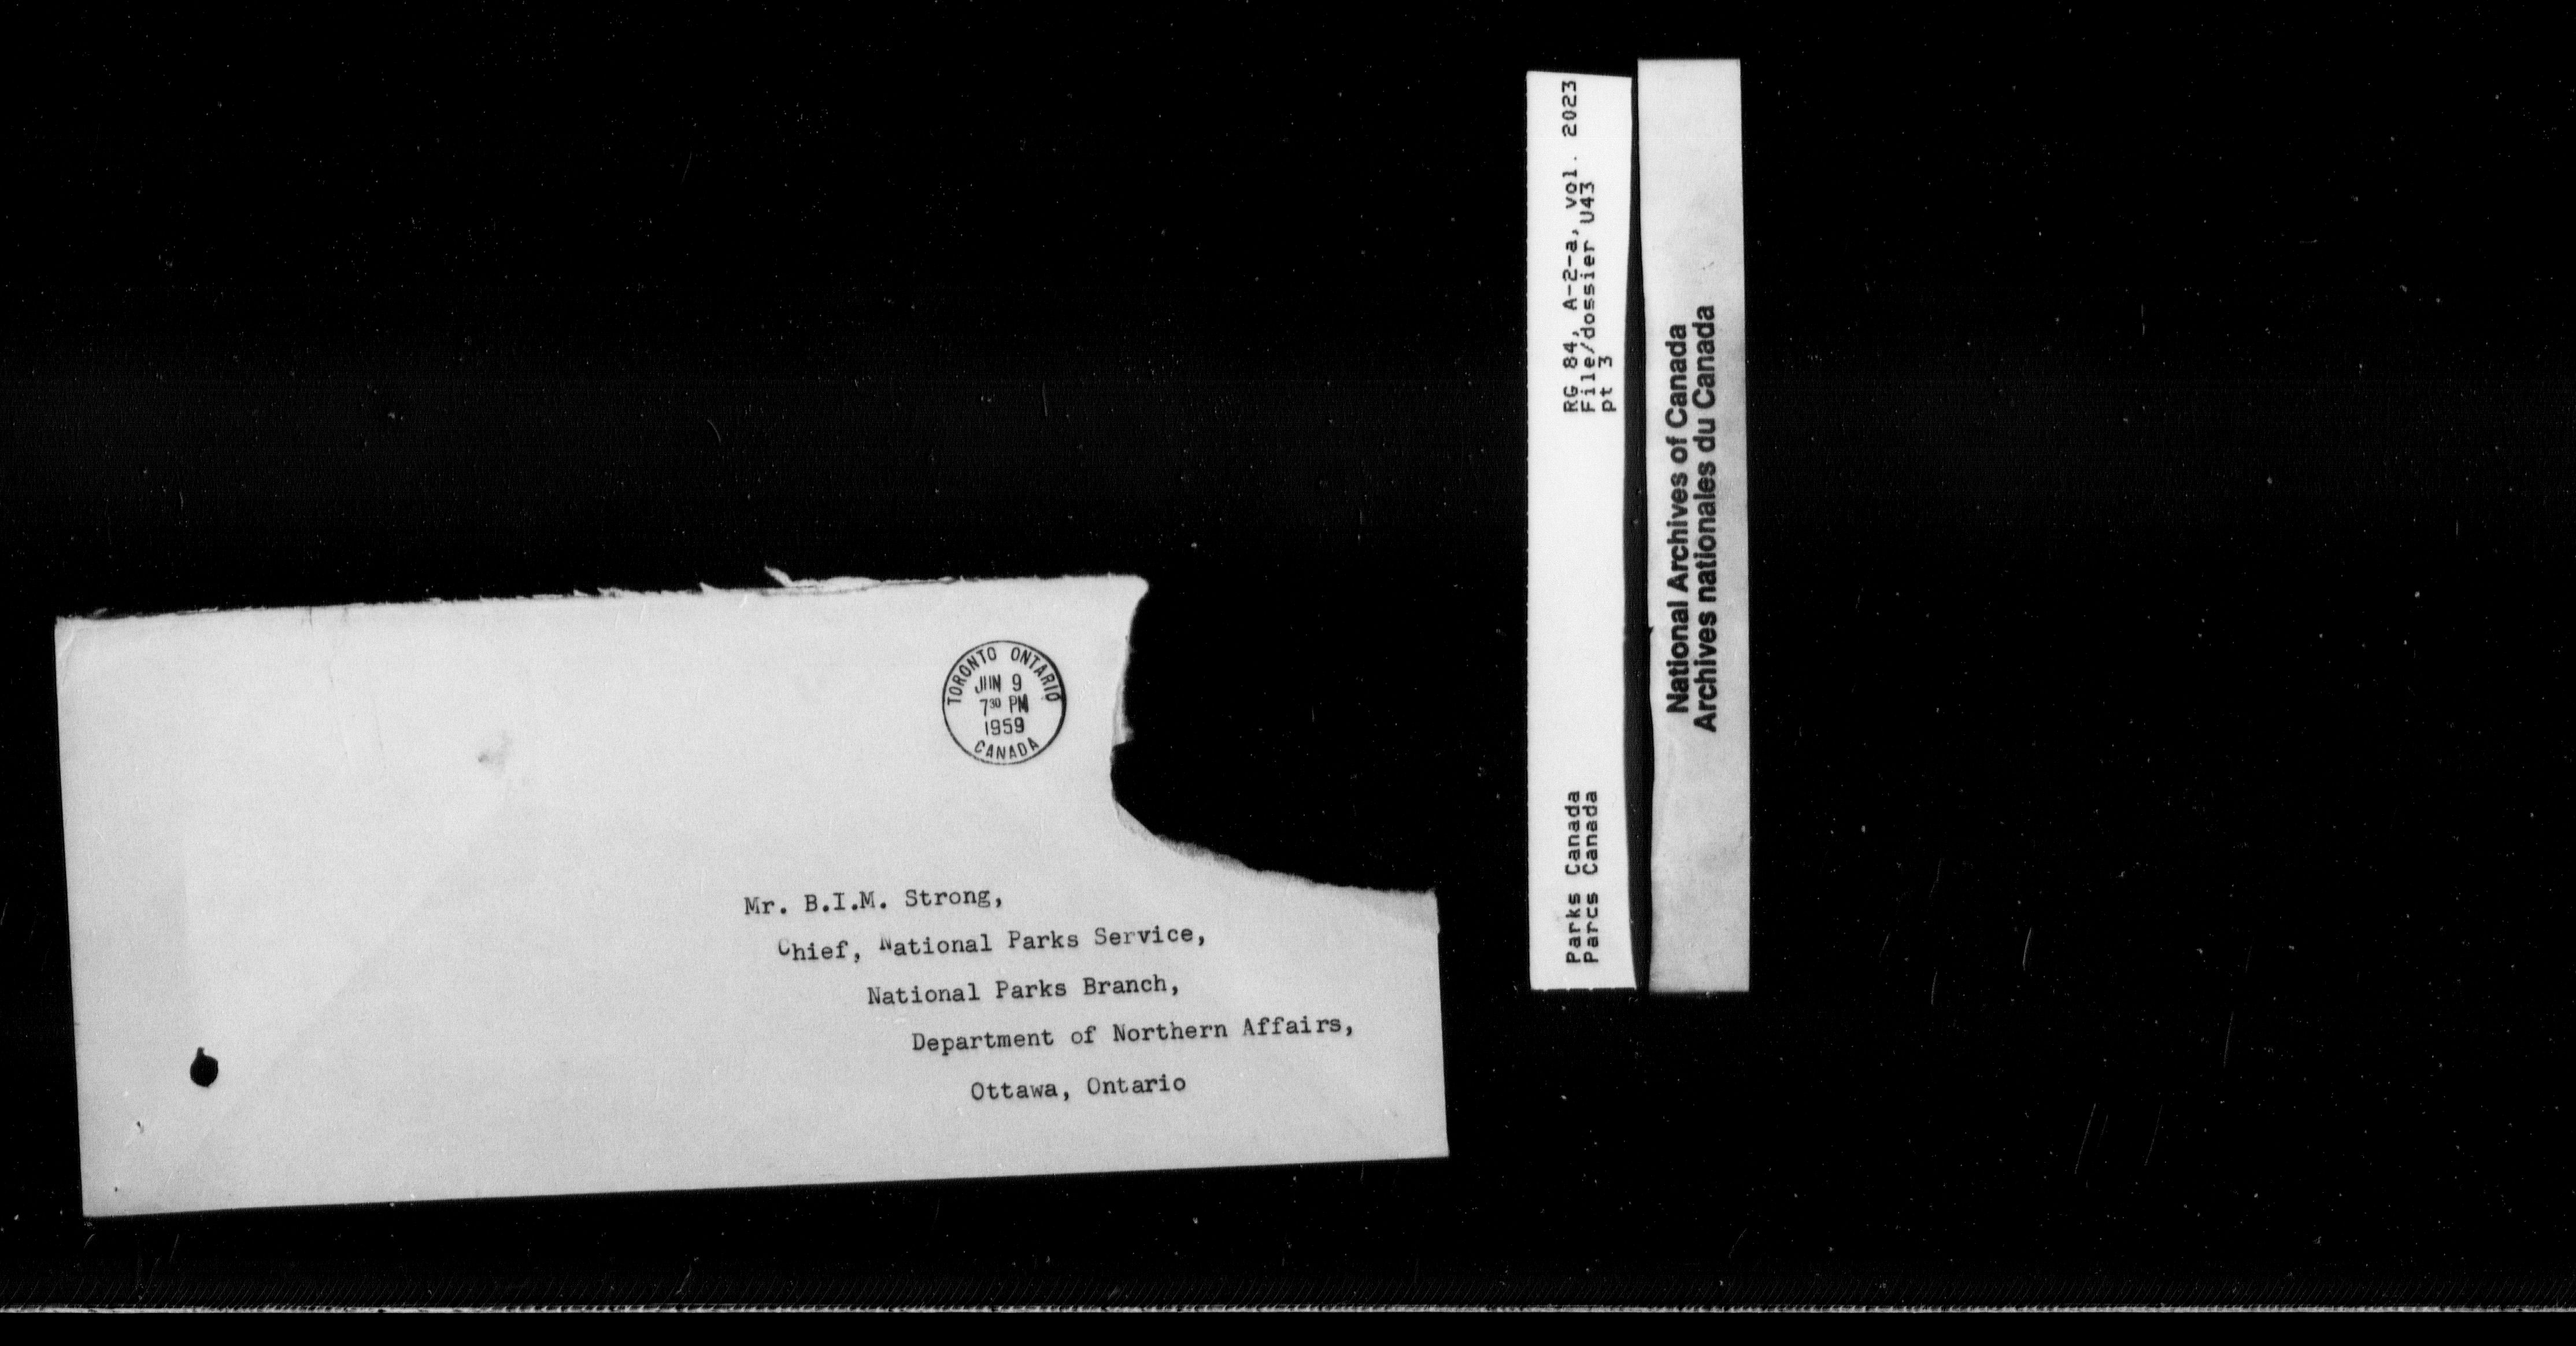 TORONTO ONTARIO
JUN 9
730 PM
1959
CANADA
Mr. B.I.M. Strong,
Chief, National Parks Service,
National Parks Branch,
Department of Northern Affairs,
Ottawa, Ontario
RG 84, A-2-a, vol. 2023
File/dossier U43
pt 3
Parks Canada
Parcs Canada
National Archives of Canada
Archives nationales du Canada